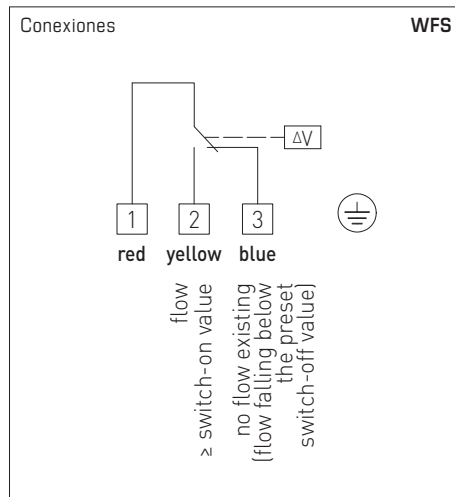 Conexiones WFS
ΔV
1 2 3
red yellow blue
flow
≥ switch-on value
no flow existing
(flow falling below
the preset
switch-off value)